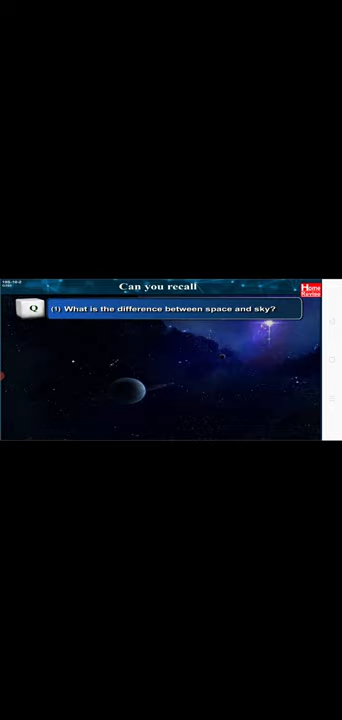 Can you recall
Home
Revise
Q
(1) What is the difference between space and sky?